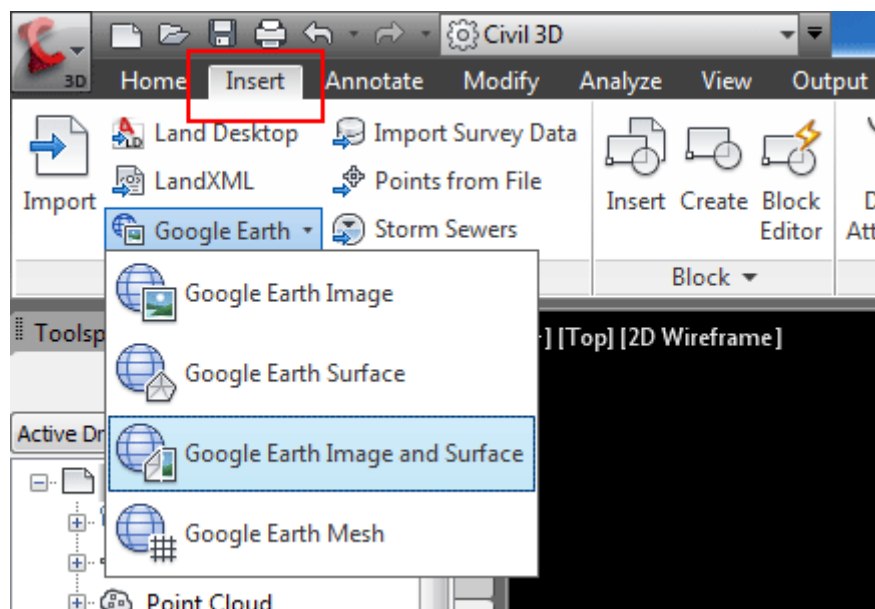 Civil 3D
3D Home Insert Annotate Modify Analyze View Output
Land Desktop Import Survey Data
LandXML Points from File
Import Insert Create Block
Google Earth Storm Sewers Editor Att
Block
Google Earth Image
Toolsp ] [Top] [2D Wireframe]
Google Earth Surface
Active Dr
Google Earth Image and Surface
Google Earth Mesh
Point Cloud